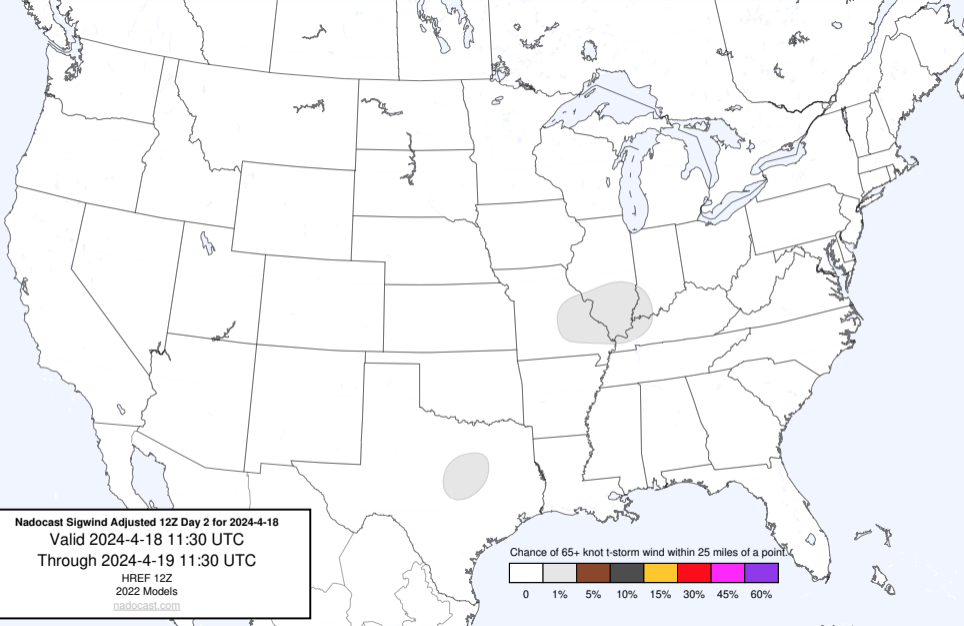 Nadocast Sigwind Adjusted 12Z Day 2 for 2024-4-18
Valid 2024-4-18 11:30 UTC
Through 2024-4-19 11:30 UTC
HREF 12Z
2022 Models
nadocast.com
Chance of 65+ knot t-storm wind within 25 miles of a point.
0 1% 5% 10% 15% 30% 45% 60%